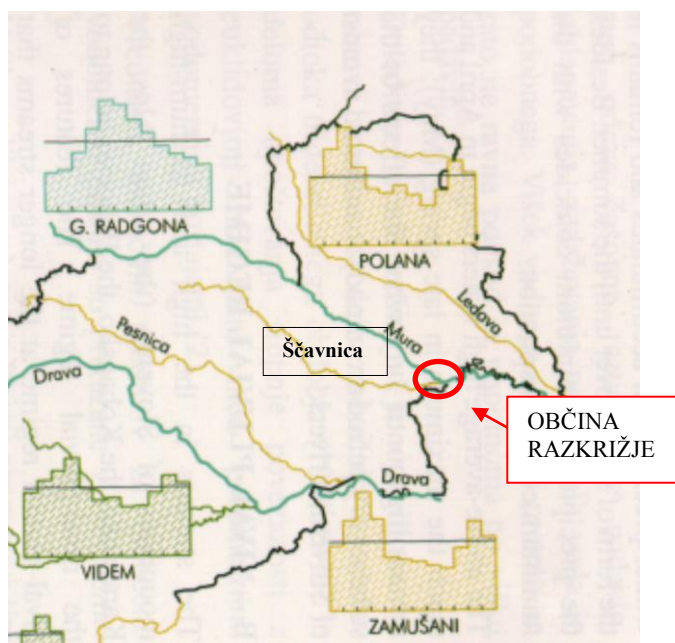 G. RADGONA
POLANA
Pesnica
Ščavnica
Mura
Ledava
Drava
OBČINA
RAZKRIŽJE
Drava
VIDEM
ZAMUŠANI